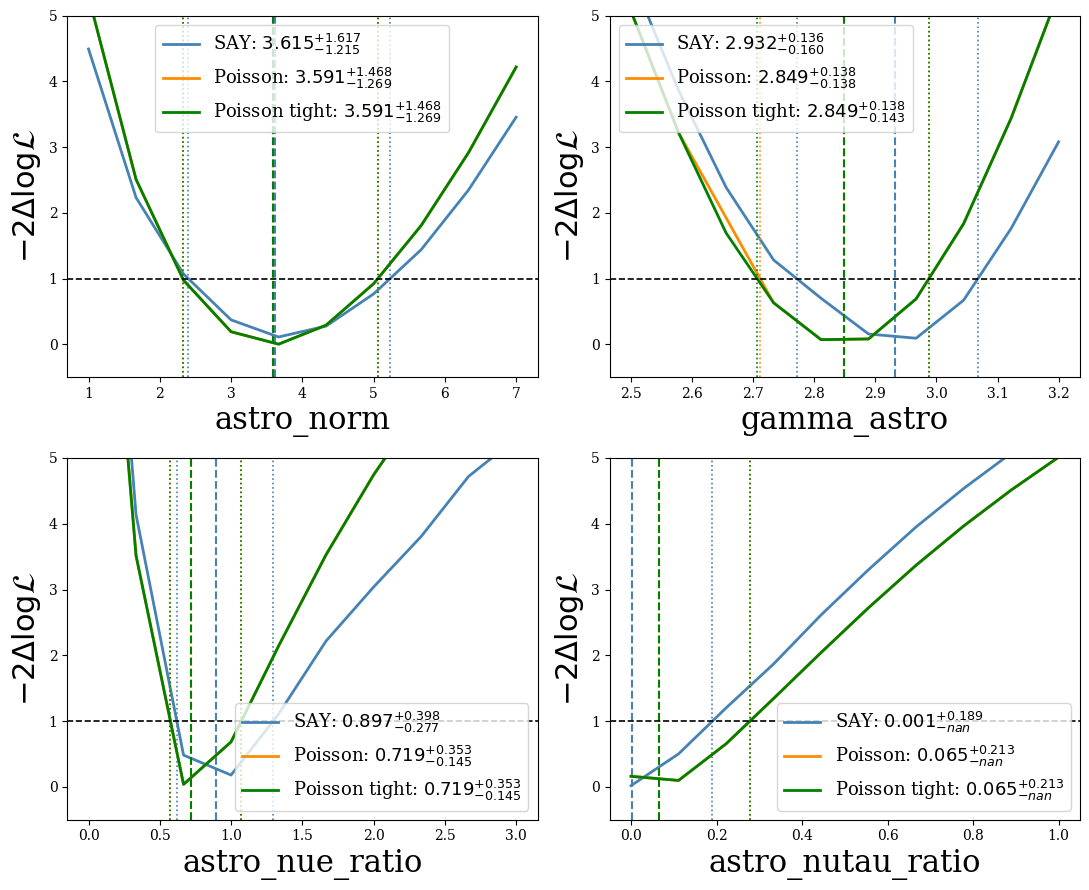 5
4
3
2
1
0
−2ΔlogℒSAY: 3.615+1.617−1.215
Poisson: 3.591+1.468−1.269
Poisson tight: 3.591+1.468−1.269
1 2 3 4 5 6 7
astro_norm
5
4
3
2
1
0
−2Δlogℒ
SAY: 2.932+0.136−0.160
Poisson: 2.849+0.138−0.138
Poisson tight: 2.849+0.138−0.143
2.5 2.6 2.7 2.8 2.9 3.0 3.1 3.2
gamma_astro
5
4
3
2
1
0
−2Δlogℒ
SAY: 0.897+0.398−0.277
Poisson: 0.719+0.353−0.145
Poisson tight: 0.719+0.353−0.145
0.0 0.5 1.0 1.5 2.0 2.5 3.0
astro_nue_ratio
5
4
3
2
1
0
−2Δlogℒ
SAY: 0.001+0.189−nan
Poisson: 0.065+0.213−nan
Poisson tight: 0.065+0.213−nan
0.0 0.2 0.4 0.6 0.8 1.0
astro_nutau_ratio